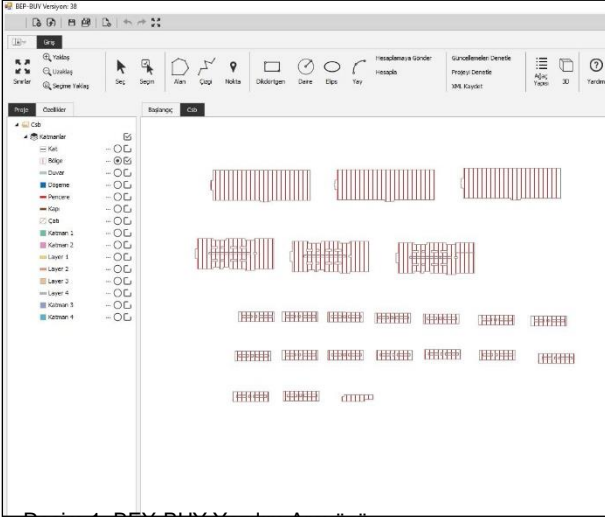 BEP-BUY Versiyon: 38
Giriş
Sınırlar
Yaklaş
Uzaklaş
Seçime Yaklaş
Seç
Seçim
Alan
Çizgi
Nokta
Dikdörtgen
Daire
Elips
Yay
Hesaplamaya Gönder
Hesapla
Güncellemeleri Denetle
Projeyi Denetle
XML Kaydet
Ağaç Yapısı
3D
Yardım
Proje Özellikler
Başlangıç Csb
Csb
Katmanlar
Kat
Bölge
Duvar
Döşeme
Pencere
Kapı
Çatı
Katman 1
Katman 2
Layer 1
Layer 2
Layer 3
Layer 4
Katman 3
Katman 4